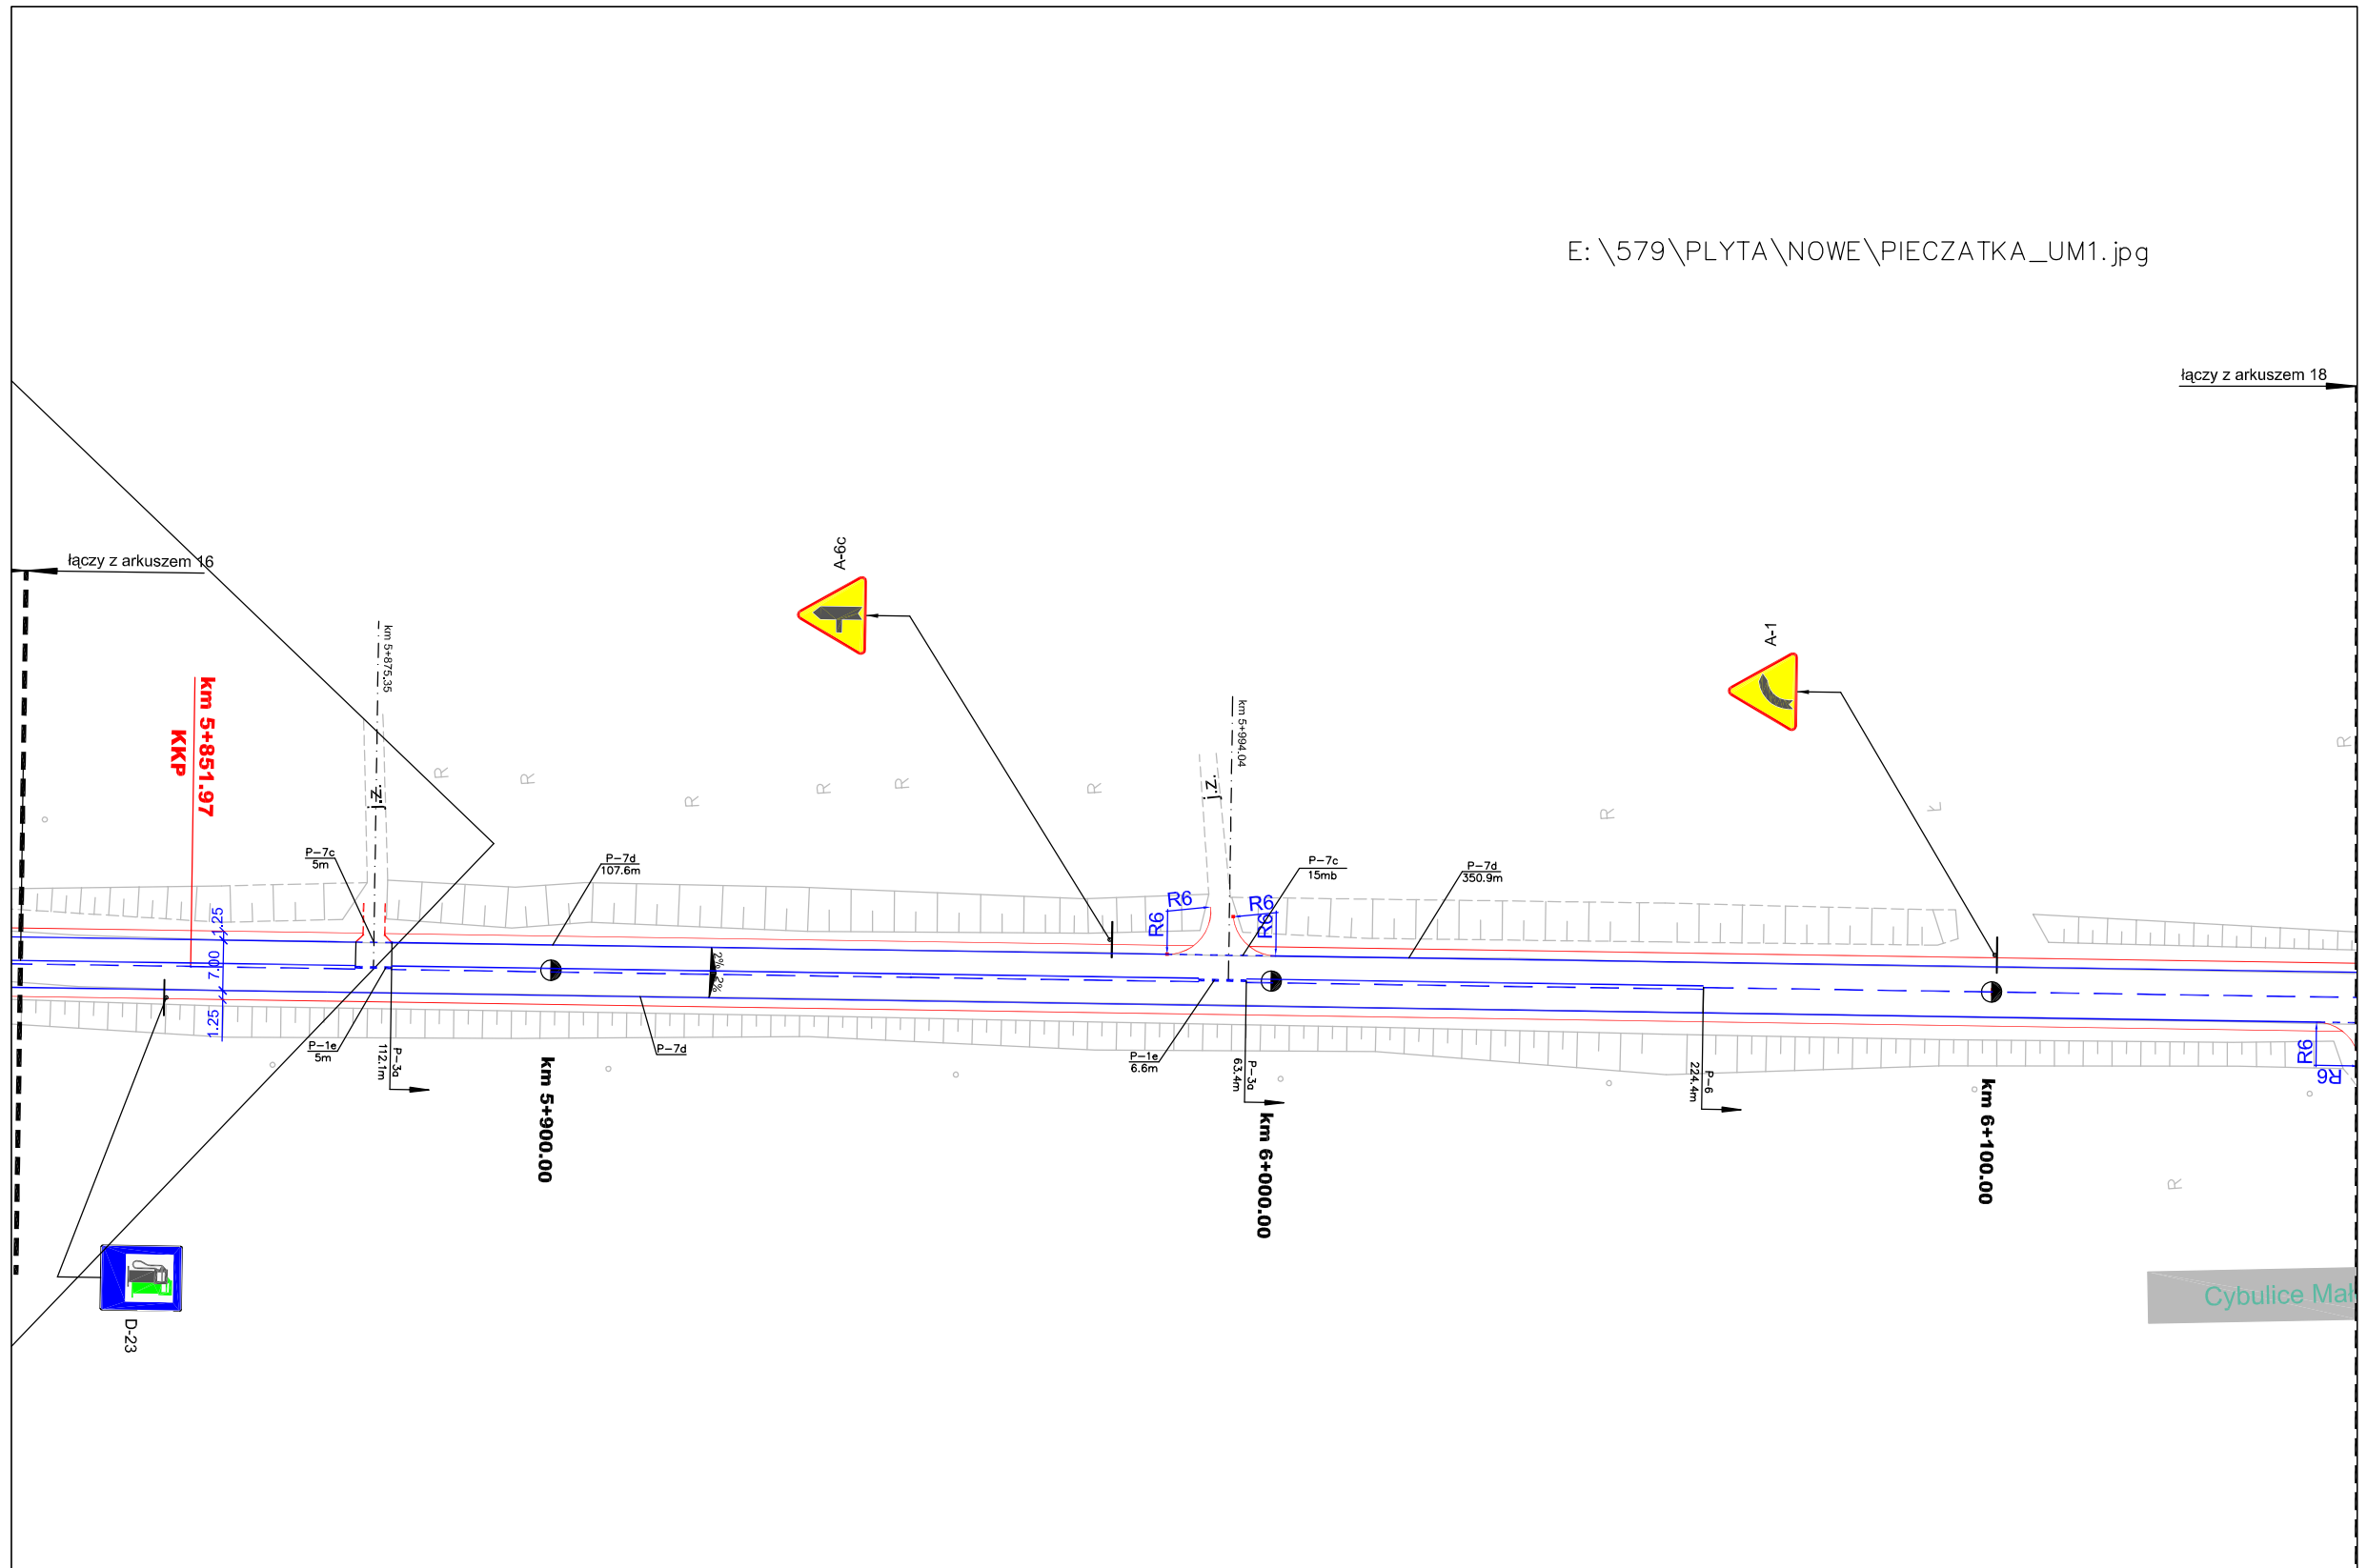 E:\579\PLYTA\NOWE\PIECZATKA_UM1.jpg
łączy z arkuszem 18
łączy z arkuszem 16
A-6c
A-1
km 5+875.35
km 5+851.97
KKP
km 5+994.04
j.z.
j.z.
R
R
R
R
R
R
R
Ł
R
P-7c
5m
P-7d
107.6m
P-7c
15mb
P-7d
350.9m
R6
R6
R6
R6
1.25
7.00
1.25
2%
2%
P-1e
5m
P-3a
112.1m
P-7d
P-1e
6.6m
P-3a
63.4m
P-6
224.4m
R6
R6
km 5+900.00
km 6+000.00
km 6+100.00
R
Cybulice Mał
D-23